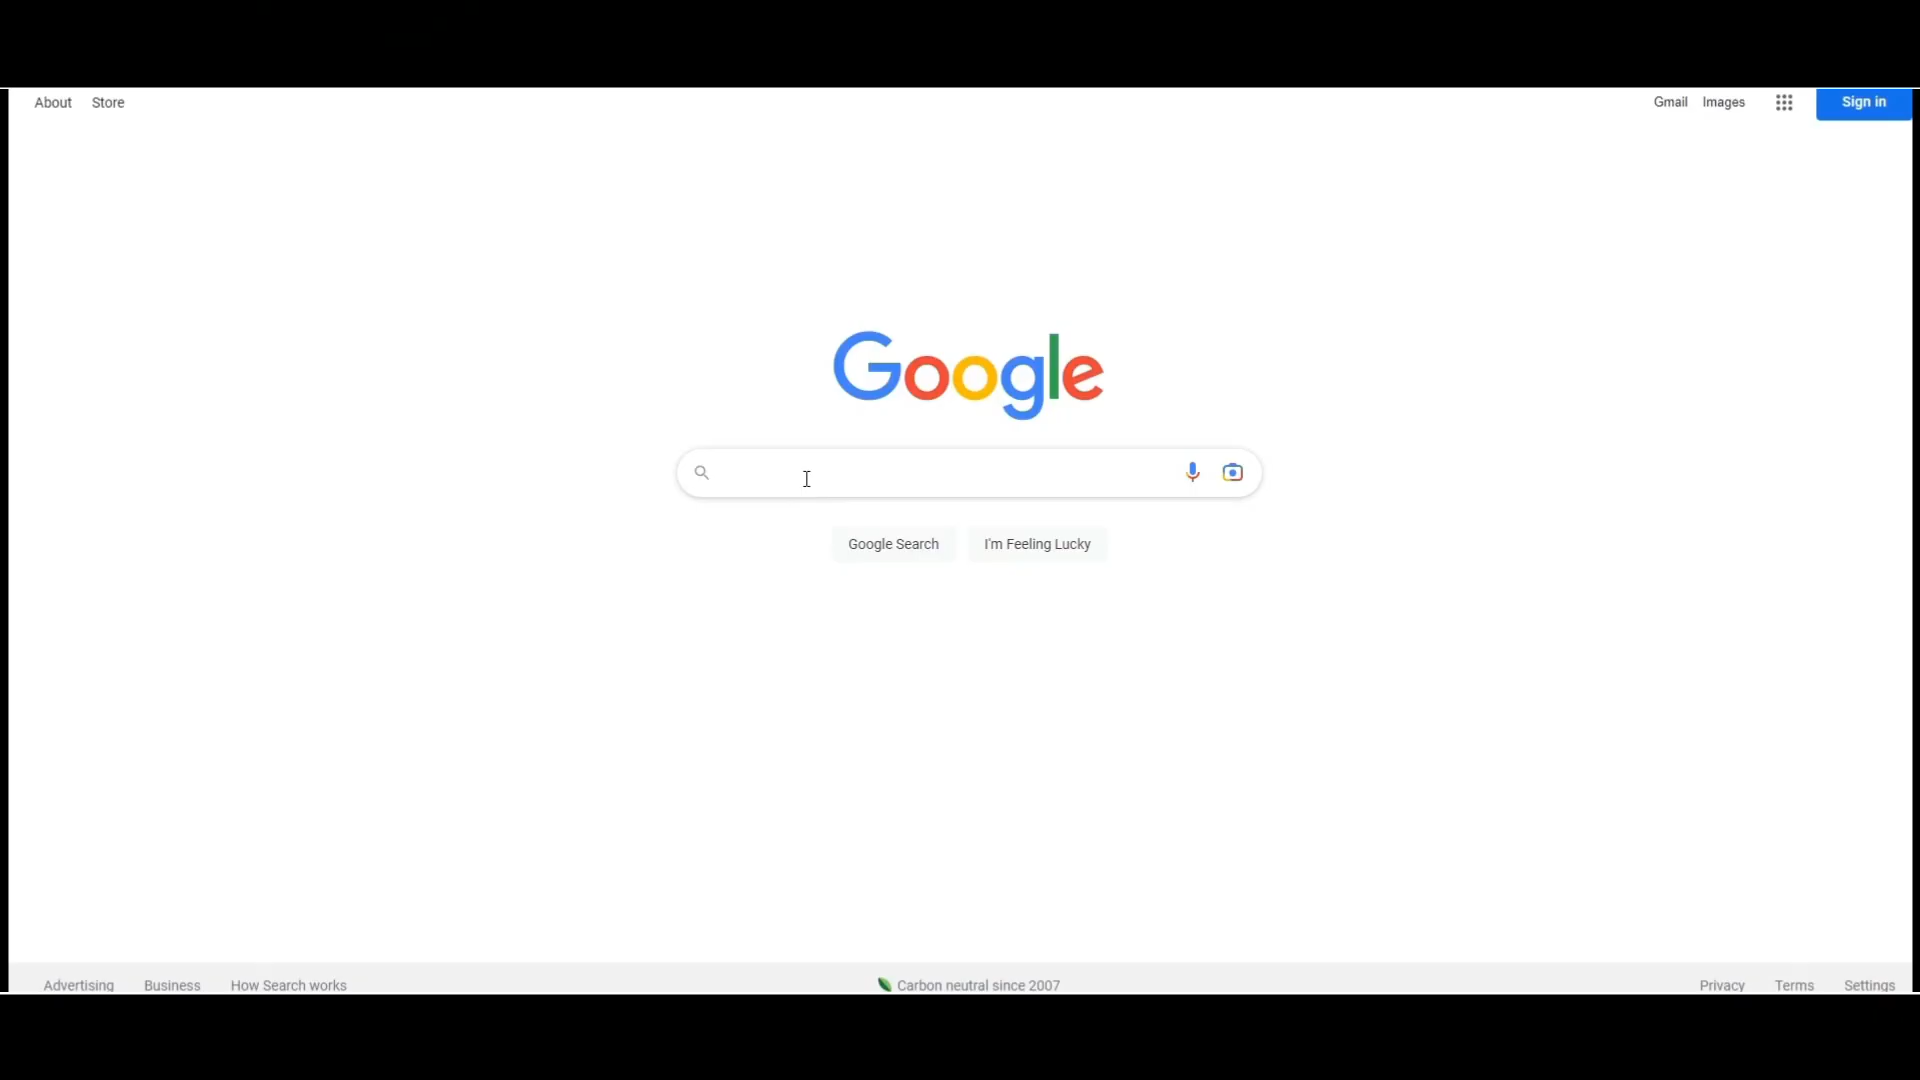 About Store
Gmail Images Sign in
Google
Google Search I'm Feeling Lucky
Advertising Business How Search works
Carbon neutral since 2007
Privacy Terms Settings